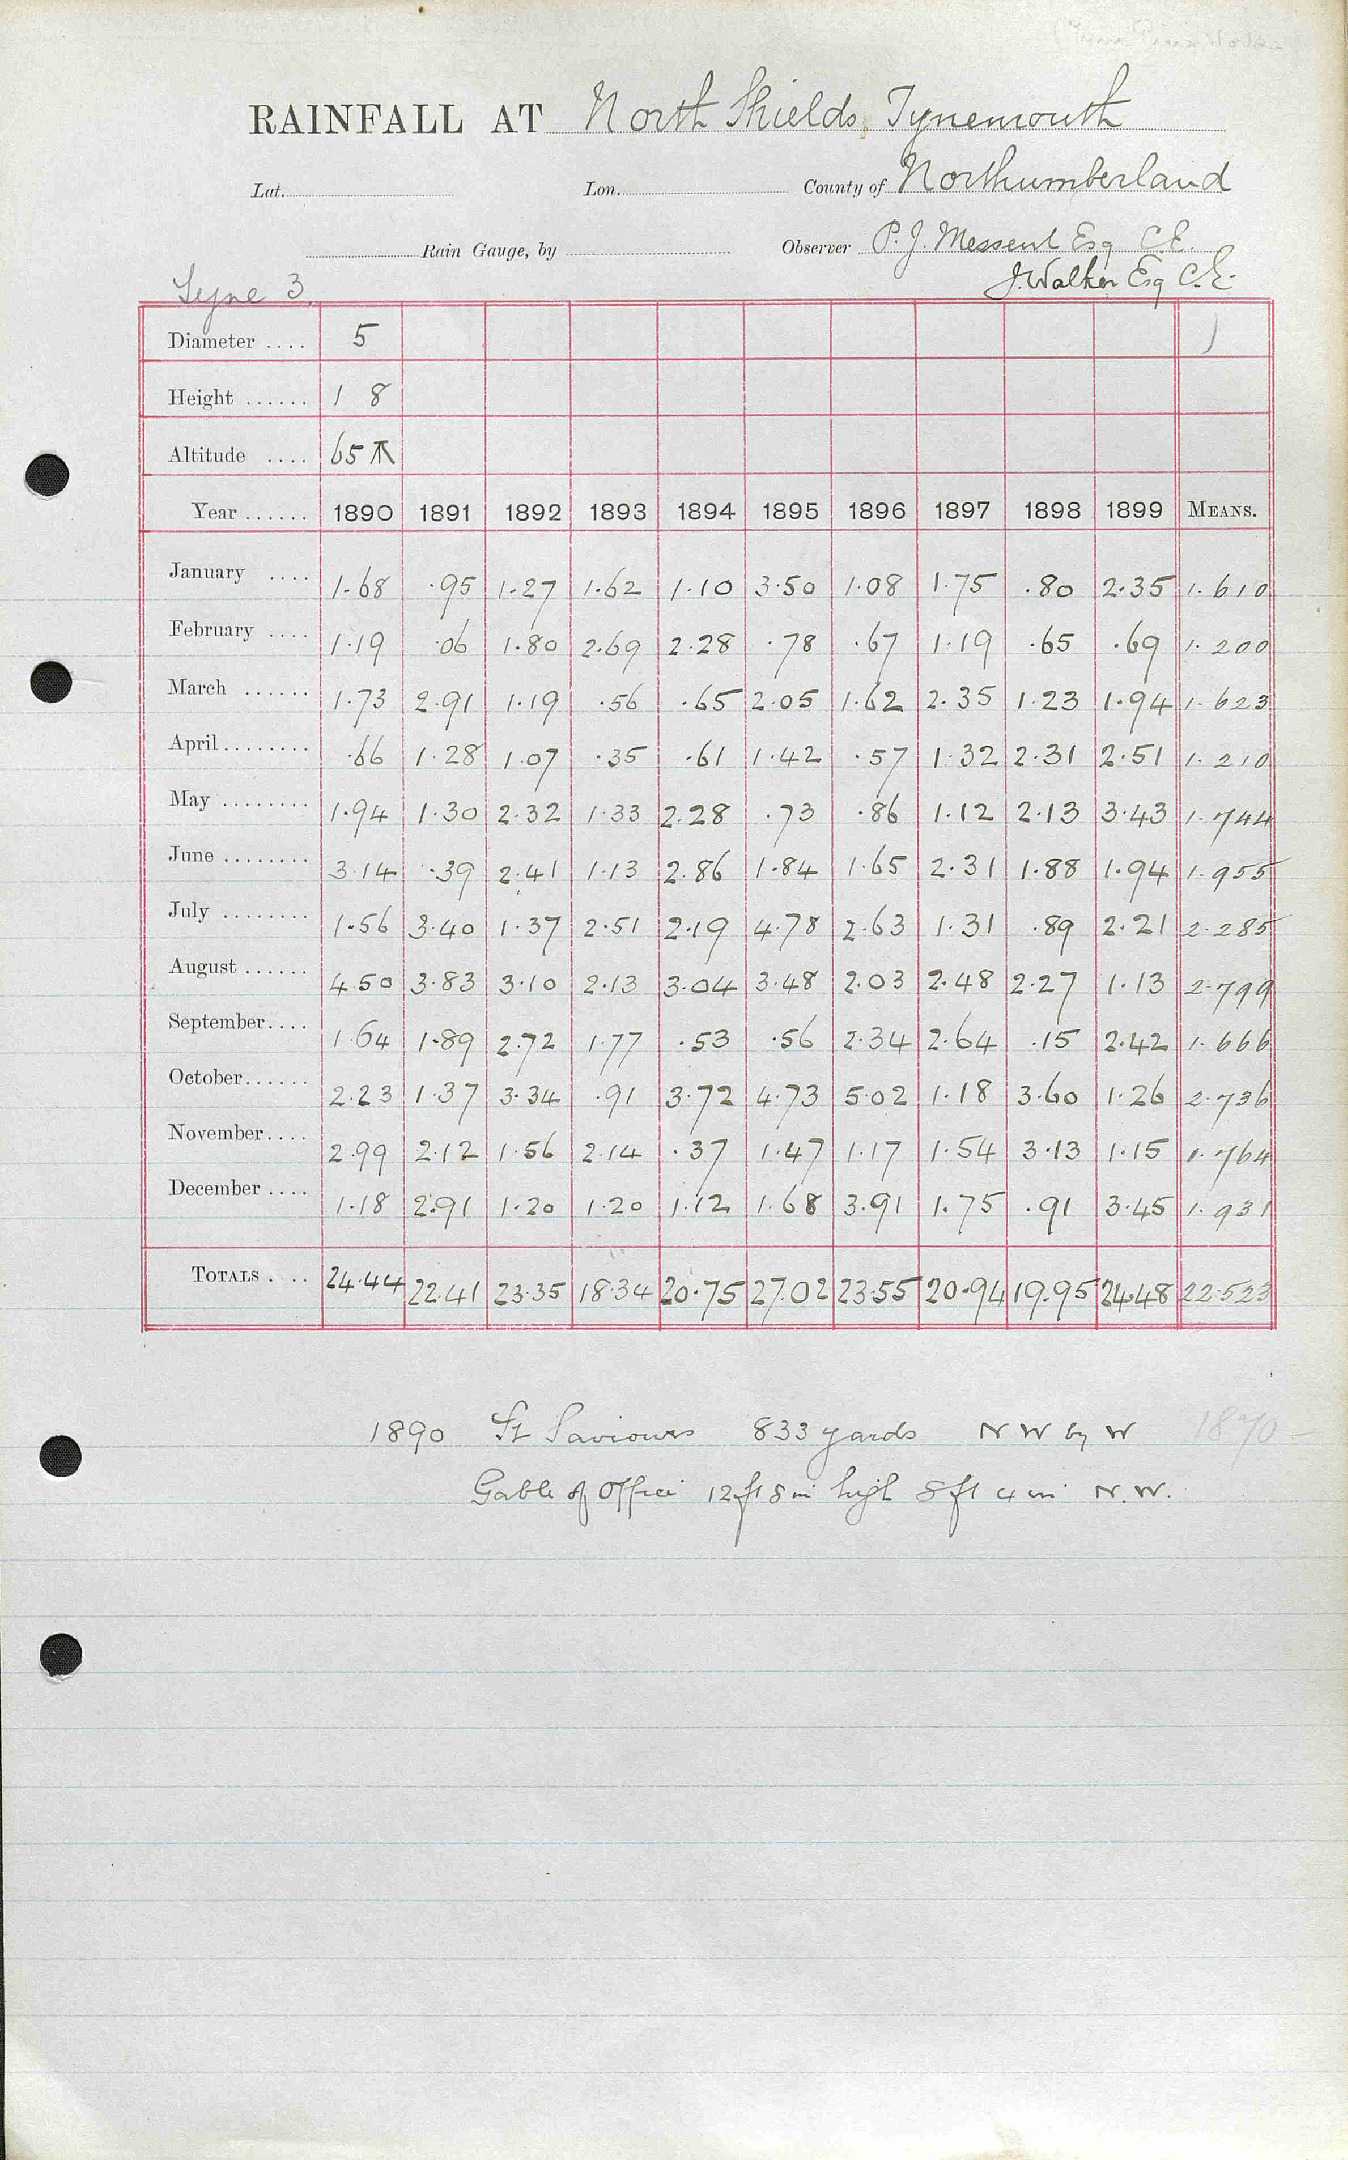 RAINFALL AT North Shields, Tynemouth
Lat. Lon. County of Northumberland
Rain Gauge, by Observer P. J. Messent Esq C.E.
J. Walker Esq C.E.
Tyne 3.
Diameter .... 5
Height ...... 1 8
Altitude .... 65
Year ...... 1890 1891 1892 1893 1894 1895 1896 1897 1898 1899 MEANS.
January .... 1.68 .95 1.27 1.62 1.10 3.50 1.08 1.75 .80 2.35 1.610
February .... 1.19 .06 1.80 2.69 2.28 .78 .67 1.19 .65 .69 1.200
March ...... 1.73 2.91 1.19 .56 .65 2.05 1.62 2.35 1.23 1.94 1.623
April ........ .66 1.28 1.07 .35 .61 1.42 .57 1.32 2.31 2.51 1.210
May ........ 1.94 1.30 2.32 1.33 2.28 .73 .86 1.12 2.13 3.43 1.744
June ........ 3.14 .39 2.41 1.13 2.86 1.84 1.65 2.31 1.88 1.94 1.955
July ........ 1.56 3.40 1.37 2.51 2.19 4.78 2.63 1.31 .89 2.21 2.285
August ...... 4.50 3.83 3.10 2.13 3.04 3.48 2.03 2.48 2.27 1.13 2.799
September .... 1.64 1.89 2.72 1.77 .53 .56 2.34 2.64 .15 2.42 1.666
October ...... 2.23 1.37 3.34 .91 3.72 4.73 5.02 1.18 3.60 1.26 2.736
November .... 2.99 2.12 1.56 2.14 .37 1.47 1.17 1.54 3.13 1.15 1.764
December .... 1.18 2.91 1.20 1.20 1.12 1.68 3.91 1.75 .91 3.45 1.931
TOTALS .... 24.44 22.41 23.35 18.34 20.75 27.02 23.55 20.94 19.95 24.48 22.523
1890 St Saviours 833 yards NW by W 1870
Gable of Office 12 ft 8 in high 8 ft 4 in N.W.